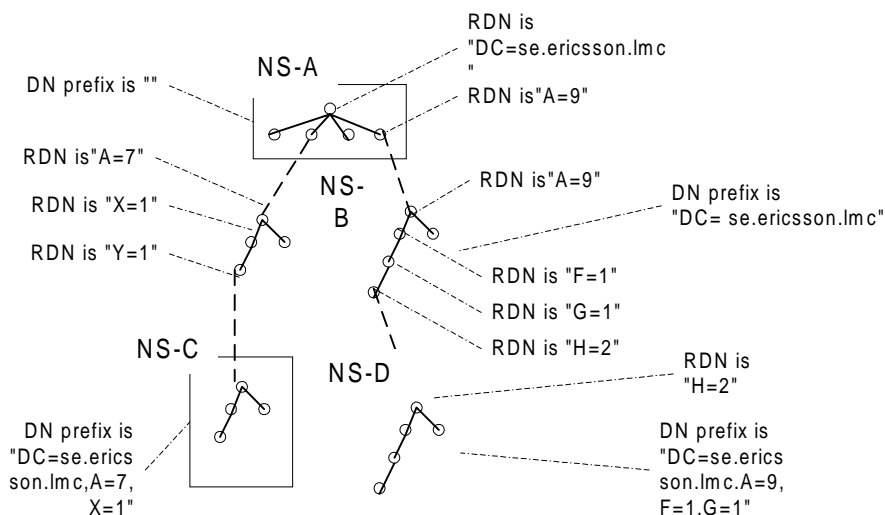 RDN is
"DC=se.ericsson.lmc
"
NS-A
DN prefix is ""
RDN is"A=9"
RDN is"A=7"
NS-
B
RDN is"A=9"
RDN is "X=1"
DN prefix is
"DC= se.ericsson.lmc"
RDN is "Y=1"
RDN is "F=1"
RDN is "G=1"
RDN is "H=2"
NS-C
NS-D
RDN is
"H=2"
DN prefix is
"DC=se.erics
son.lmc,A=7,
X=1"
DN prefix is
"DC=se.erics
son.lmc.A=9,
F=1,G=1"